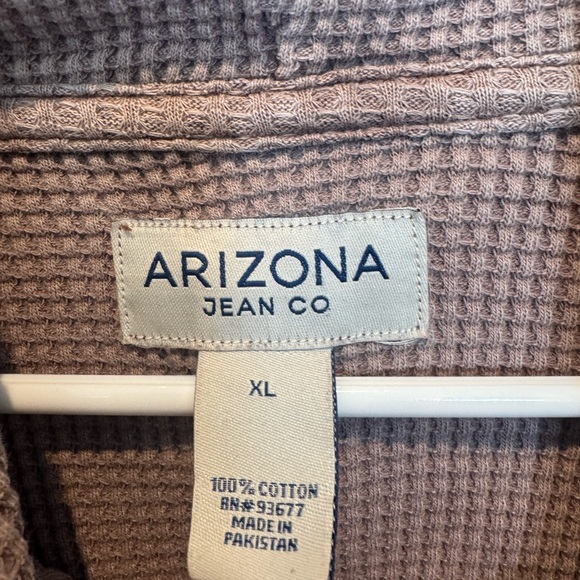 ARIZONA
JEAN CO
XL
100% COTTON
RN# 93677
MADE IN
PAKISTAN